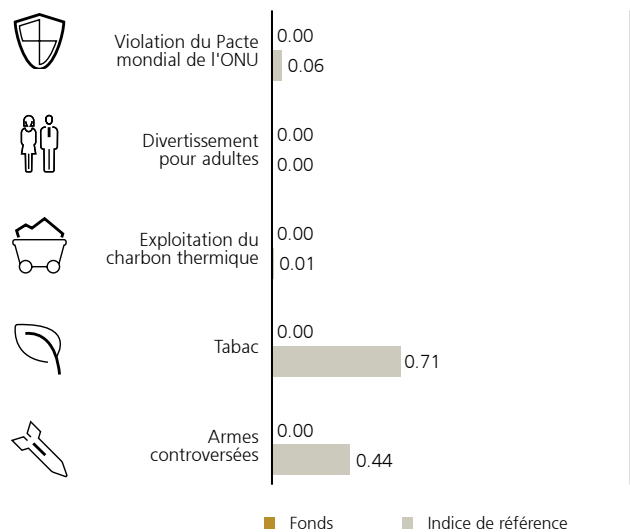 Violation du Pacte
mondial de l'ONU
0.00
0.06
Divertissement
pour adultes
0.00
0.00
Exploitation du
charbon thermique
0.00
0.01
Tabac
0.00
0.71
Armes
controversées
0.00
0.44
Fonds
Indice de référence